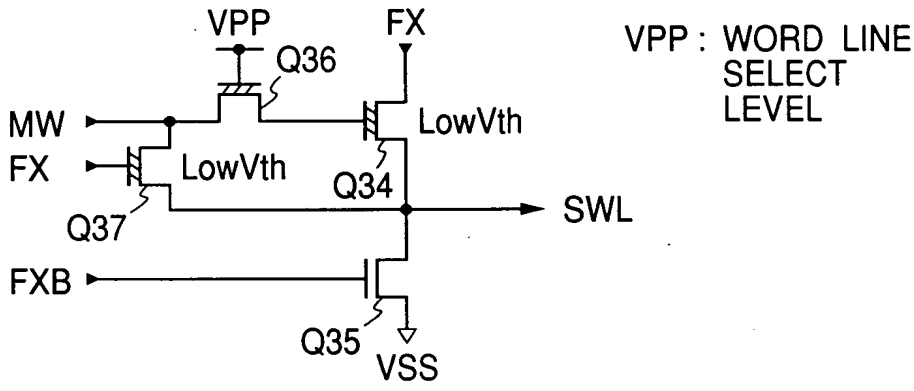 VPP
FX
VPP : WORD LINE
SELECT
LEVEL
Q36
MW
LowVth
FX
LowVth
Q34
Q37
SWL
FXB
Q35
VSS